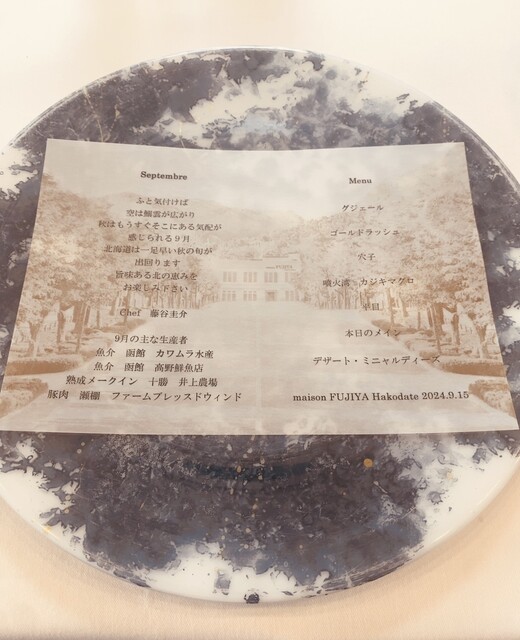 Septembre
ふと気付けば
空は鰯雲が広がり
秋はもうすぐそこにある気配が
感じられる9月
北海道は一足早い秋の旬が
出回ります
旨味ある北の恵みを
お楽しみ下さい
Chef 藤谷圭介
9月の主な生産者
魚介 函館 カワムラ水産
魚介 函館 高野鮮魚店
熟成メークイン 十勝 井上農場
豚肉 瀬棚 ファームブレッスドウィンド
Menu
グジェール
ゴールドラッシュ
穴子
噴火湾 カジキマグロ
平目
本日のメイン
デザート・ミニャルディーズ
maison FUJIYA Hakodate 2024.9.15